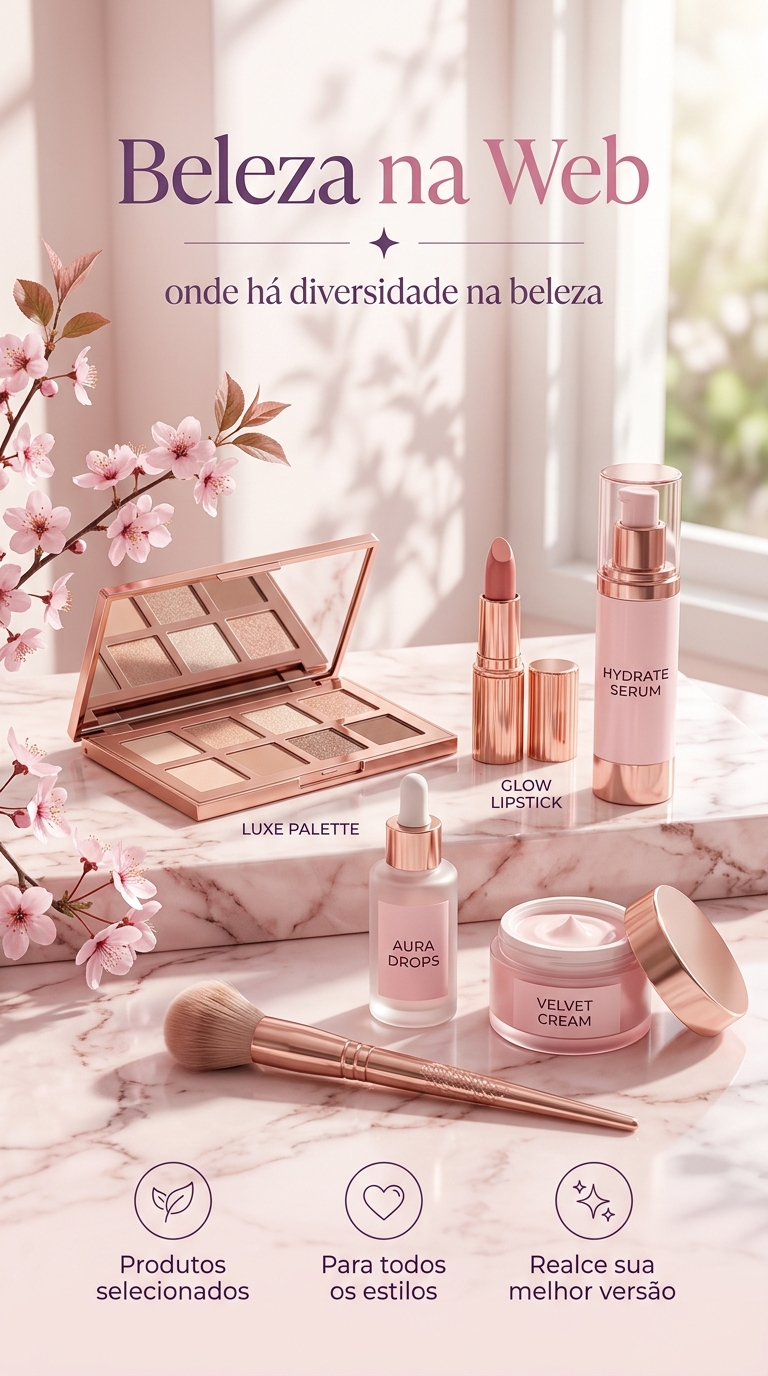 Beleza na Web
onde há diversidade na beleza
HYDRATE
SERUM
GLOW
LIPSTICK
LUXE PALETTE
AURA
DROPS
VELVET
CREAM
Produtos
selecionados
Para todos
os estilos
Realce sua
melhor versão